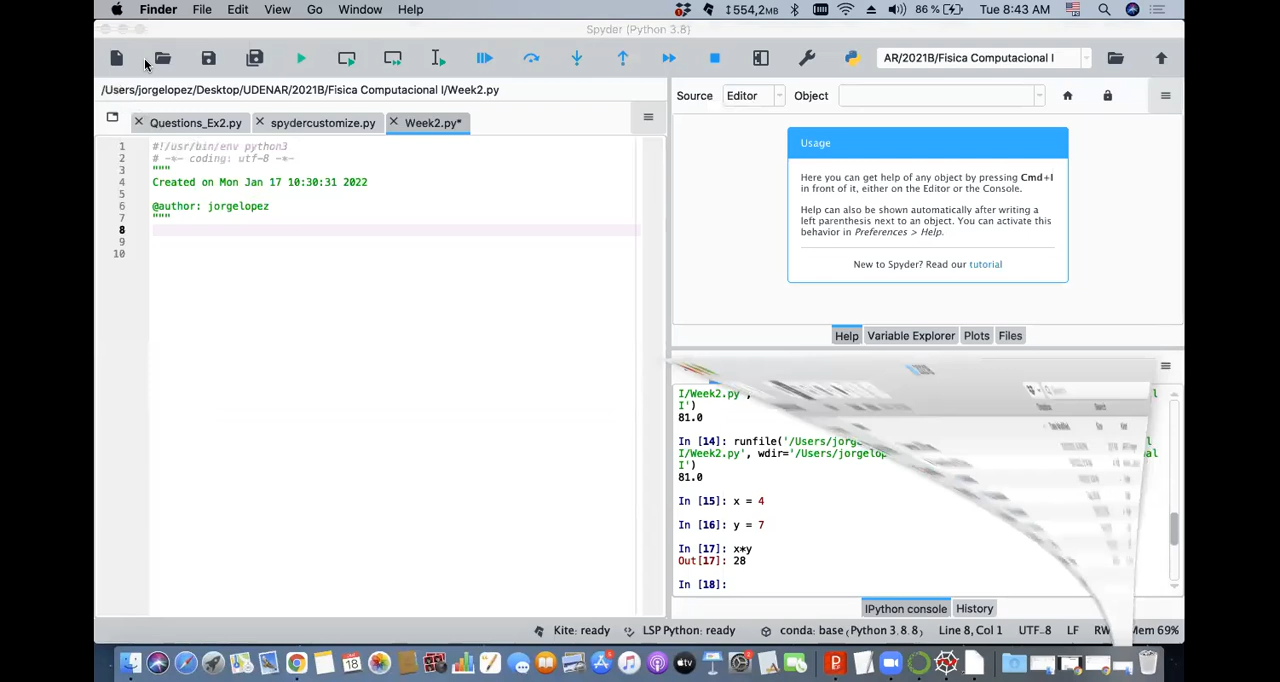 Finder File Edit View Go Window Help 554,2MB 86 % Tue 8:43 AM
Spyder (Python 3.8)
AR/2021B/Fisica Computacional I
/Users/jorgelopez/Desktop/UDENAR/2021B/Fisica Computacional I/Week2.py
Source Editor Object
Questions_Ex2.py spydercustomize.py Week2.py*
1 #!/usr/bin/env python3
2 # -*- coding: utf-8 -*-
3 """
4 Created on Mon Jan 17 10:30:31 2022
5
6 @author: jorgelopez
7 """
8
9
10
Usage
Here you can get help of any object by pressing Cmd+I
in front of it, either on the Editor or the Console.
Help can also be shown automatically after writing a
left parenthesis next to an object. You can activate this
behavior in Preferences > Help.
New to Spyder? Read our tutorial
Help Variable Explorer Plots Files
I/Week2.py',
I')
81.0
In [14]: runfile('/Users/jorge
I/Week2.py', wdir='/Users/jorgelop
I')
81.0
In [15]: x = 4
In [16]: y = 7
In [17]: x*y
Out[17]: 28
In [18]:
IPython console History
Kite: ready LSP Python: ready conda: base (Python 3.8.8) Line 8, Col 1 UTF-8 LF RW Mem 69%
18